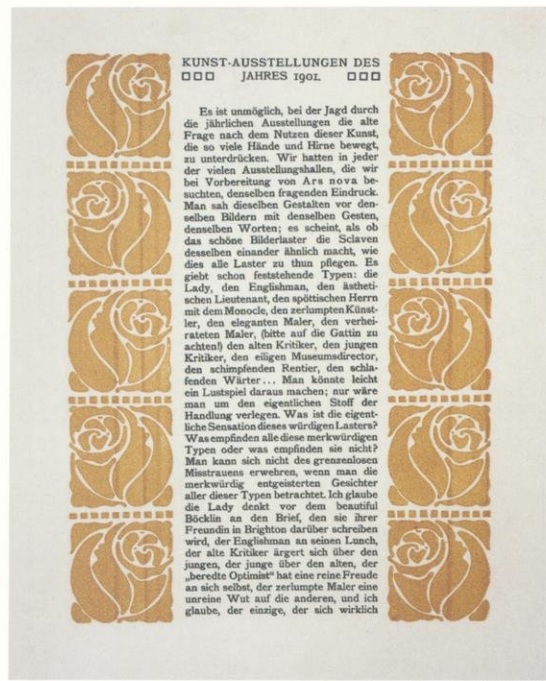 KUNST-AUSSTELLUNGEN DES
JAHRES 1901.
Es ist unmöglich, bei der Jagd durch
die jährlichen Ausstellungen die alte
Frage nach dem Nutzen dieser Kunst,
die so viele Hände und Hirne bewegt,
zu unterdrücken. Wir hatten in jeder
der vielen Ausstellungshallen, die wir
bei Vorbereitung von Ars nova be-
suchten, denselben fragenden Eindruck.
Man sah dieselben Gestalten vor den-
selben Bildern mit denselben Gesten,
denselben Worten; es scheint, als ob
das schöne Bilderlaster die Sclaven
desselben einander ähnlich macht, wie
dies alle Laster zu thun pflegen. Es
giebt schon feststehende Typen: die
Lady, den Englishman, den ästheti-
schen Lieutenant, den spöttischen Herrn
mit dem Monocle, den zerlumpten Künst-
ler, den eleganten Maler, den verhei-
rateten Maler, (bitte auf die Gattin zu
achten!) den alten Kritiker, den jungen
Kritiker, den eiligen Museumsdirector,
den schimpfenden Rentier, den schla-
fenden Wärter... Man könnte leicht
ein Lustspiel daraus machen; nur wäre
man um den eigentlichen Stoff der
Handlung verlegen. Was ist die eigent-
liche Sensation dieses würdigen Lasters?
Was empfinden alle diese merkwürdigen
Typen oder was empfinden sie nicht?
Man kann sich nicht des grenzenlosen
Misstrauens erwehren, wenn man die
merkwürdig entgeisterten Gesichter
aller dieser Typen betrachtet. Ich glaube
die Lady denkt vor dem beautiful
Böcklin an den Brief, den sie ihrer
Freundin in Brighton darüber schreiben
wird, der Englishman an seinen Lunch,
der alte Kritiker ärgert sich über den
jungen, der junge über den alten, der
„beredte Optimist“ hat eine reine Freude
an sich selbst, der zerlumpte Maler eine
unreine Wut auf die anderen, und ich
glaube, der einzige, der sich wirklich